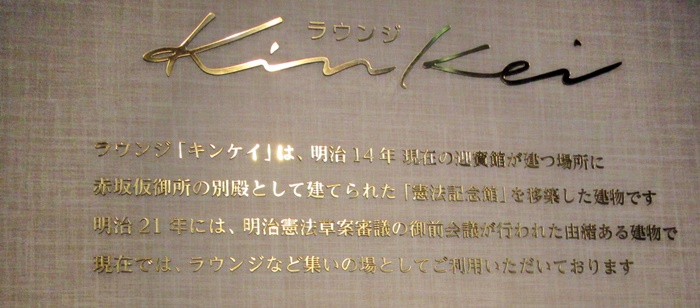 ラウンジ
KinKei
ラウンジ「キンケイ」は、明治14年 現在の迎賓館が建つ場所に
赤坂仮御所の別殿として建てられた「憲法記念館」を移築した建物です
明治21年には、明治憲法草案審議の御前会議が行われた由緒ある建物で
現在では、ラウンジなど集いの場としてご利用いただいております